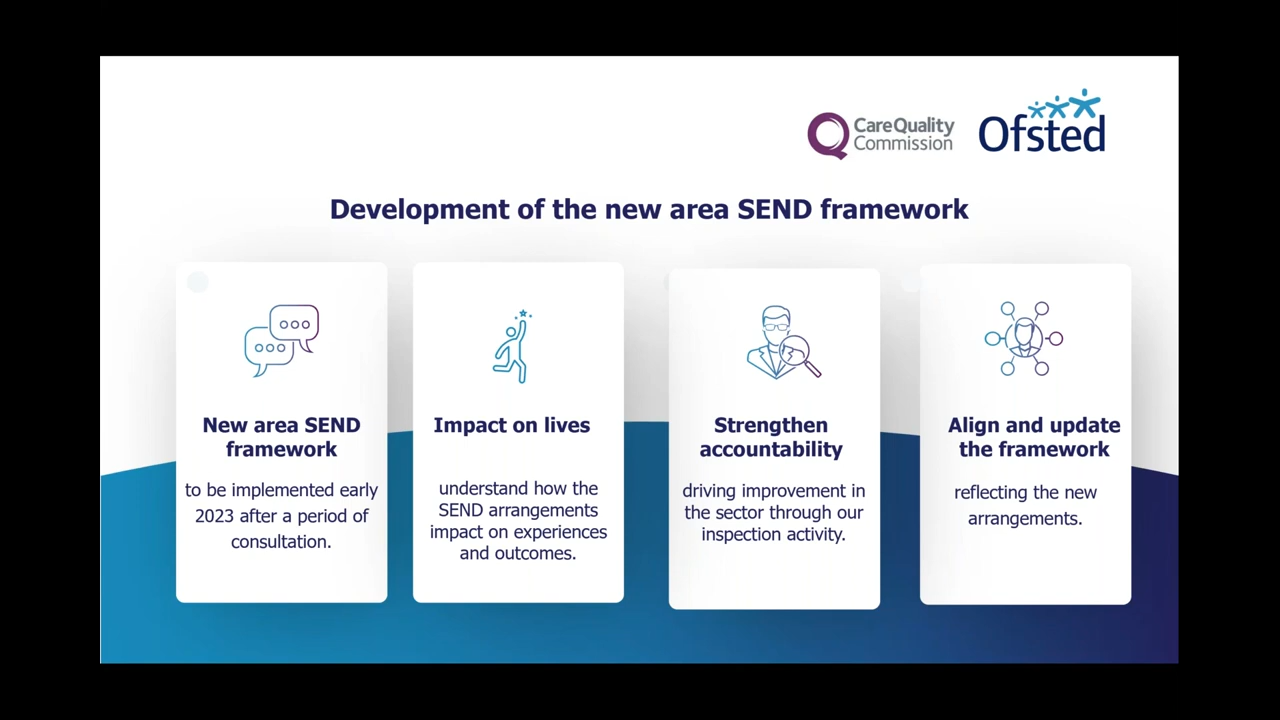 CareQuality
Commission
Ofsted
Development of the new area SEND framework
New area SEND
framework
to be implemented early
2023 after a period of
consultation.
Impact on lives
understand how the
SEND arrangements
impact on experiences
and outcomes.
Strengthen
accountability
driving improvement in
the sector through our
inspection activity.
Align and update
the framework
reflecting the new
arrangements.